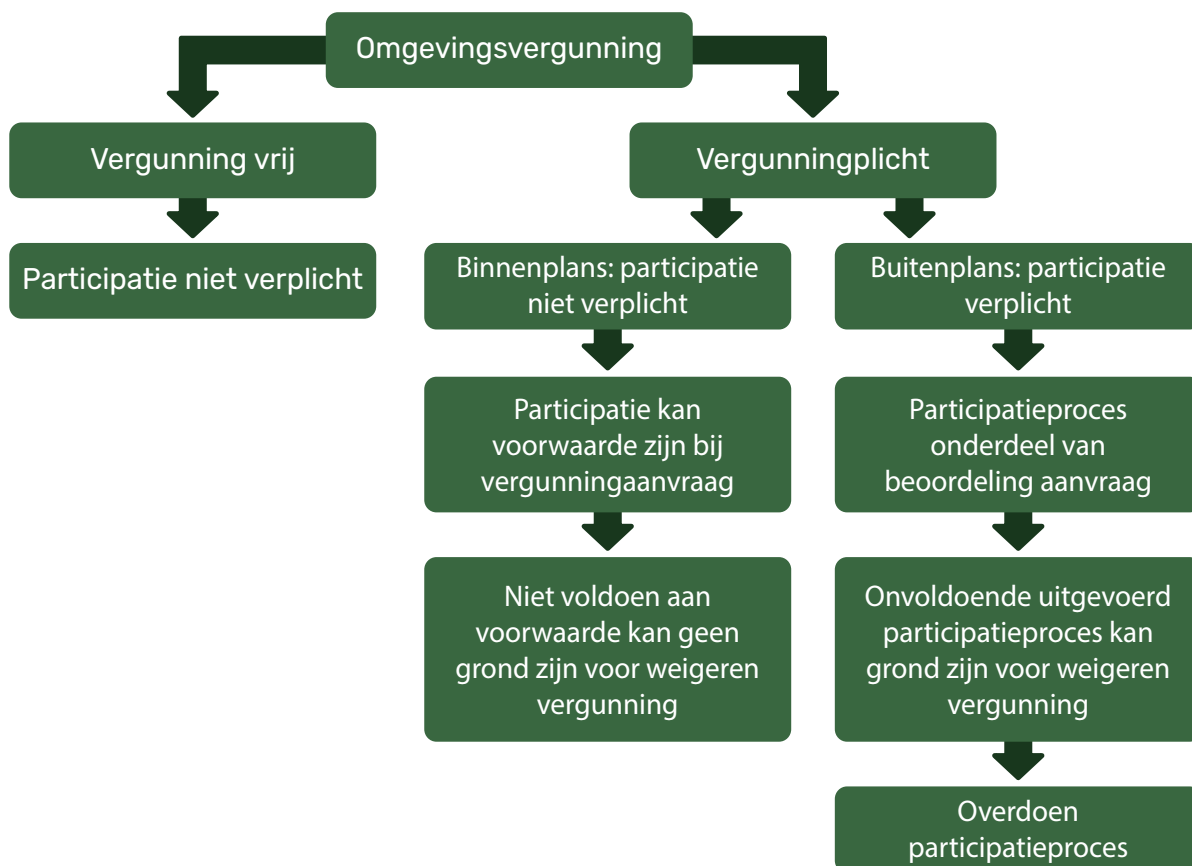 Omgevingsvergunning
Vergunning vrij
Vergunningplicht
Participatie niet verplicht
Binnenplans: participatie
niet verplicht
Buitenplans: participatie
verplicht
Participatie kan
voorwaarde zijn bij
vergunningaanvraag
Participatieproces
onderdeel van
beoordeling aanvraag
Niet voldoen aan
voorwaarde kan geen
grond zijn voor weigeren
vergunning
Onvoldoende uitgevoerd
participatieproces kan
grond zijn voor weigeren
vergunning
Overdoen
participatieproces